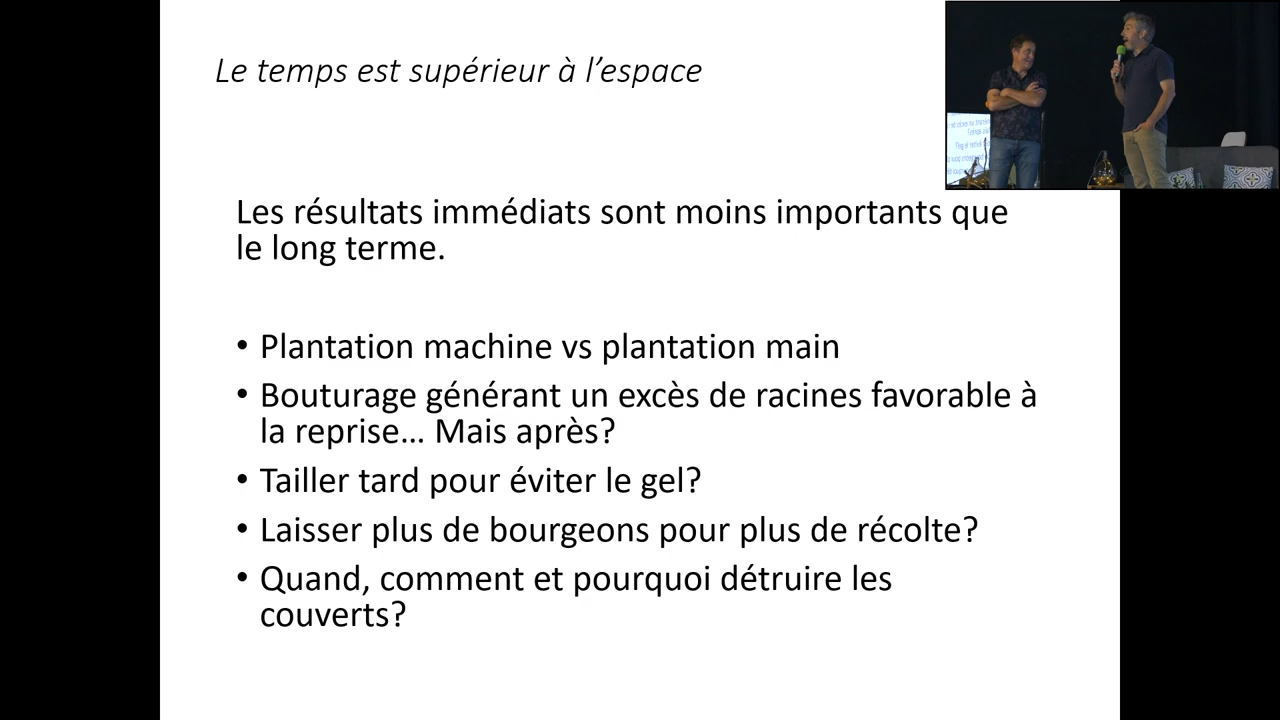 Le temps est supérieur à l’espace
Les résultats immédiats sont moins importants que
le long terme.
• Plantation machine vs plantation main
• Bouturage générant un excès de racines favorable à
la reprise… Mais après?
• Tailler tard pour éviter le gel?
• Laisser plus de bourgeons pour plus de récolte?
• Quand, comment et pourquoi détruire les
couverts?